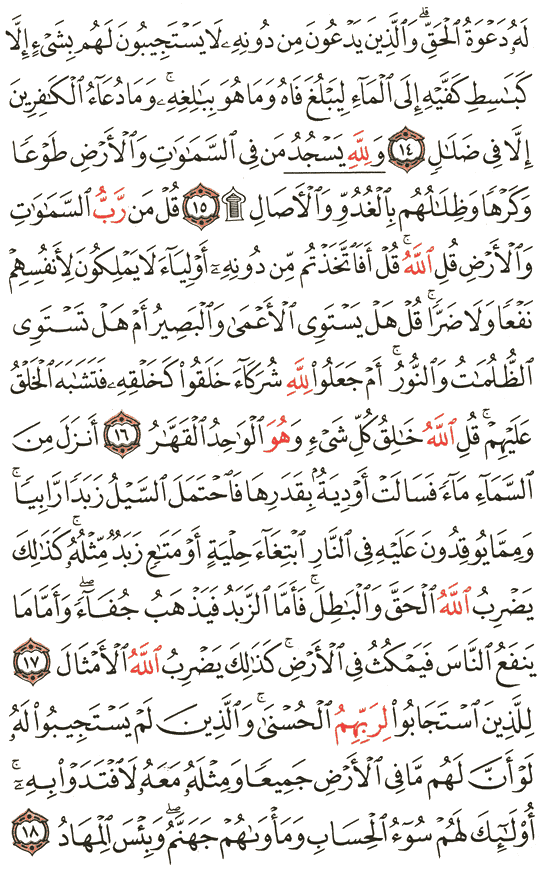 لَهُۥ دَعْوَةُ ٱلْحَقِّۖ وَٱلَّذِينَ يَدْعُونَ مِن دُونِهِۦ لَا يَسْتَجِيبُونَ لَهُم بِشَىْءٍ إِلَّا
كَبَٰسِطِ كَفَّيْهِ إِلَى ٱلْمَآءِ لِيَبْلُغَ فَاهُ وَمَا هُوَ بِبَٰلِغِهِۦۚ وَمَا دُعَآءُ ٱلْكَٰفِرِينَ
إِلَّا فِى ضَلَٰلٍ ١٤ وَلِلَّهِ يَسْجُدُ مَن فِى ٱلسَّمَٰوَٰتِ وَٱلْأَرْضِ طَوْعًا
وَكَرْهًا وَظِلَٰلُهُم بِٱلْغُدُوِّ وَٱلْءَاصَالِ ۩ ١٥ قُلْ مَن رَّبُّ ٱلسَّمَٰوَٰتِ
وَٱلْأَرْضِ قُلِ ٱللَّهُۚ قُلْ أَفَٱتَّخَذْتُم مِّن دُونِهِۦٓ أَوْلِيَآءَ لَا يَمْلِكُونَ لِأَنفُسِهِمْ
نَفْعًا وَلَا ضَرًّاۚ قُلْ هَلْ يَسْتَوِى ٱلْأَعْمَىٰ وَٱلْبَصِيرُ أَمْ هَلْ تَسْتَوِى
ٱلظُّلُمَٰتُ وَٱلنُّورُۗ أَمْ جَعَلُوا۟ لِلَّهِ شُرَكَآءَ خَلَقُوا۟ كَخَلْقِهِۦ فَتَشَٰبَهَ ٱلْخَلْقُ
عَلَيْهِمْۚ قُلِ ٱللَّهُ خَٰلِقُ كُلِّ شَىْءٍ وَهُوَ ٱلْوَٰحِدُ ٱلْقَهَّٰرُ ١٦ أَنزَلَ مِنَ
ٱلسَّمَآءِ مَآءً فَسَالَتْ أَوْدِيَةٌۢ بِقَدَرِهَا فَٱحْتَمَلَ ٱلسَّيْلُ زَبَدًا رَّابِيًاۚ
وَمِمَّا يُوقِدُونَ عَلَيْهِ فِى ٱلنَّارِ ٱبْتِغَآءَ حِلْيَةٍ أَوْ مَتَٰعٍ زَبَدٌ مِّثْلُهُۥۚ كَذَٰلِكَ
يَضْرِبُ ٱللَّهُ ٱلْحَقَّ وَٱلْبَٰطِلَۚ فَأَمَّا ٱلزَّبَدُ فَيَذْهَبُ جُفَآءًۖ وَأَمَّا مَا
يَنفَعُ ٱلنَّاسَ فَيَمْكُثُ فِى ٱلْأَرْضِۚ كَذَٰلِكَ يَضْرِبُ ٱللَّهُ ٱلْأَمْثَالَ ١٧
لِلَّذِينَ ٱسْتَجَابُوا۟ لِرَبِّهِمُ ٱلْحُسْنَىٰۚ وَٱلَّذِينَ لَمْ يَسْتَجِيبُوا۟ لَهُۥ
لَوْ أَنَّ لَهُم مَّا فِى ٱلْأَرْضِ جَمِيعًا وَمِثْلَهُۥ مَعَهُۥ لَٱفْتَدَوْا۟ بِهِۦٓۚ
أُو۟لَٰٓئِكَ لَهُمْ سُوٓءُ ٱلْحِسَابِ وَمَأْوَىٰهُمْ جَهَنَّمُۖ وَبِئْسَ ٱلْمِهَادُ ١٨